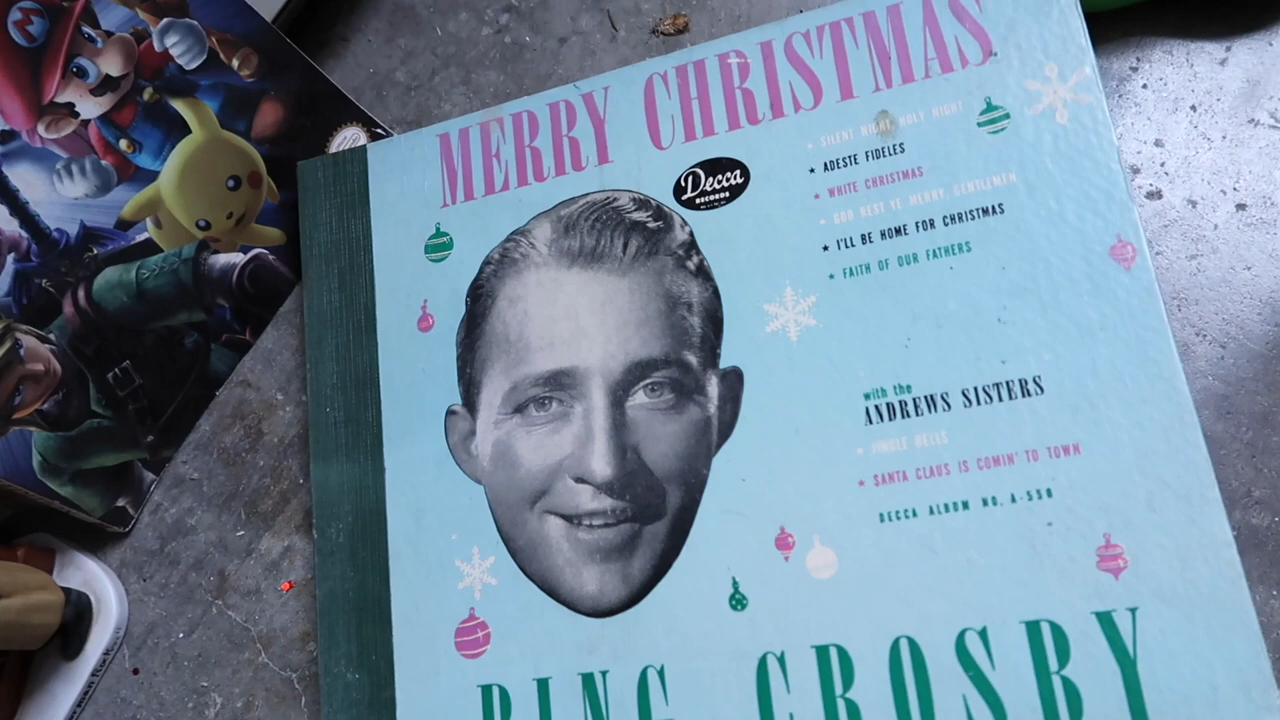 M
MERRY CHRISTMAS
Decca
RECORDS
★ SILENT NIGHT, HOLY NIGHT
★ ADESTE FIDELES
★ WHITE CHRISTMAS
★ GOD REST YE MERRY, GENTLEMEN
★ I'LL BE HOME FOR CHRISTMAS
★ FAITH OF OUR FATHERS
with the
ANDREWS SISTERS
★ JINGLE BELLS
★ SANTA CLAUS IS COMIN' TO TOWN
DECCA ALBUM NO. A-550
BING CROSBY